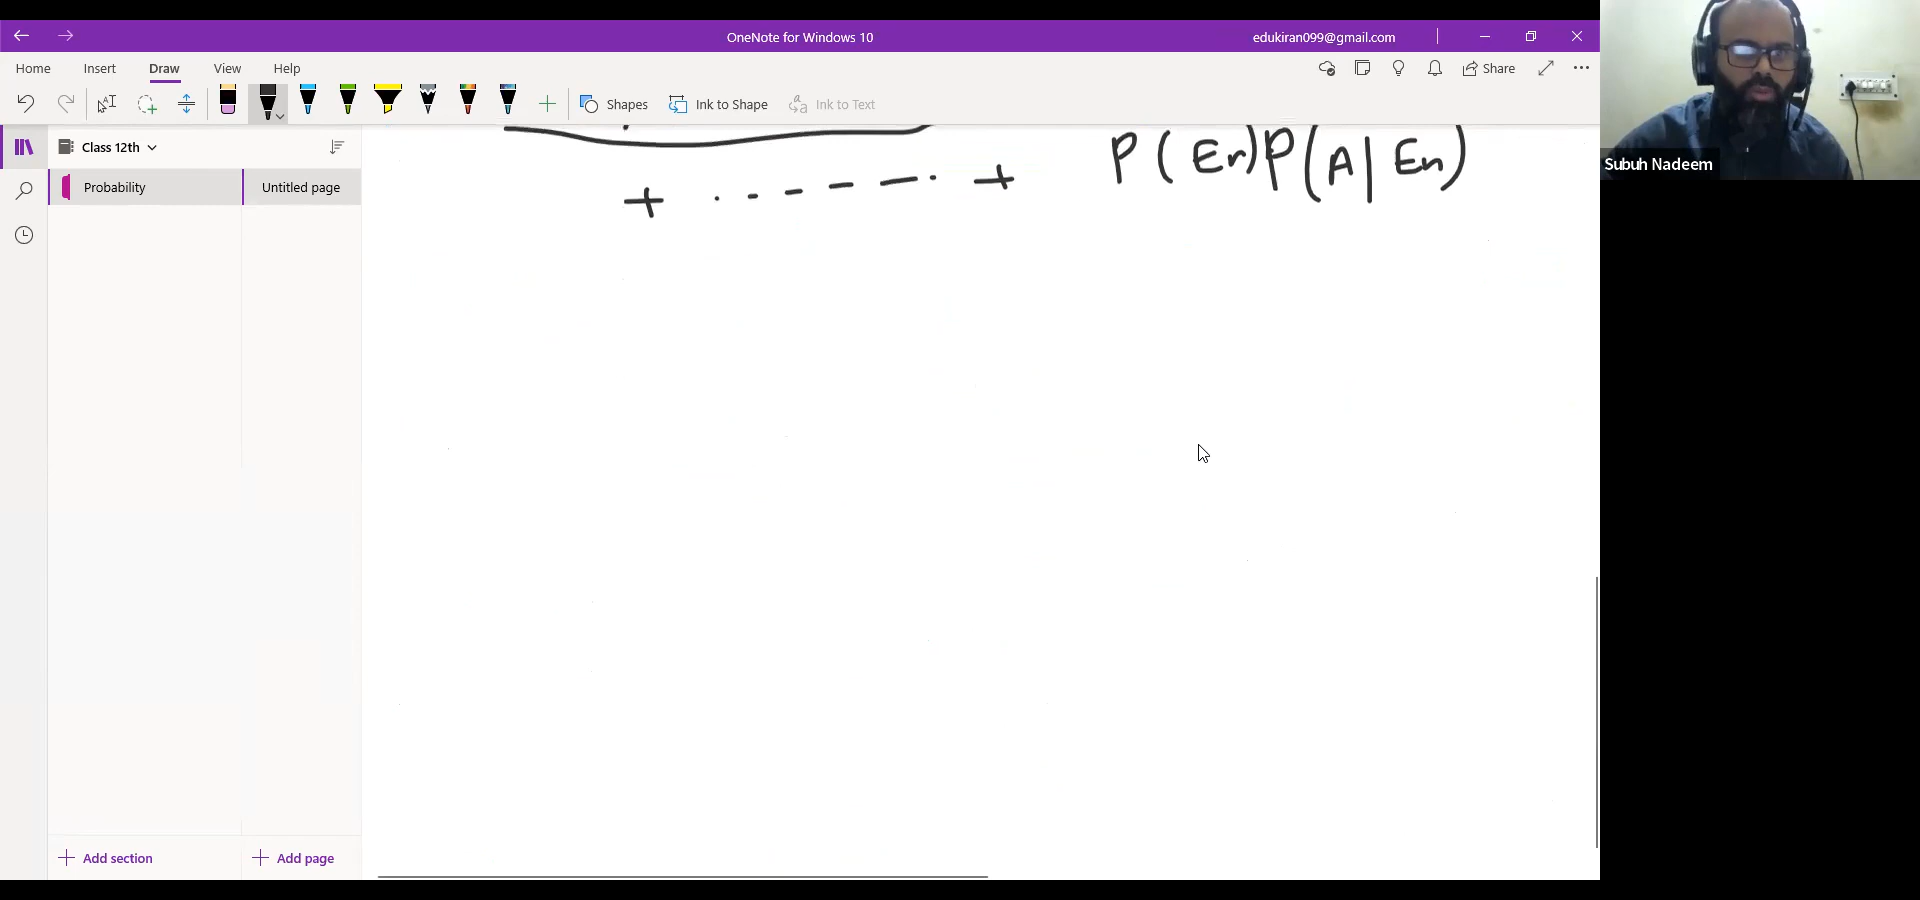 OneNote for Windows 10
edukiran099@gmail.com
Home Insert Draw View Help
Share
Shapes
Ink to Shape
Ink to Text
Class 12th
Probability
Untitled page
+ . - - - - . + P(En)P(A|En)
Subuh Nadeem
Add section
Add page